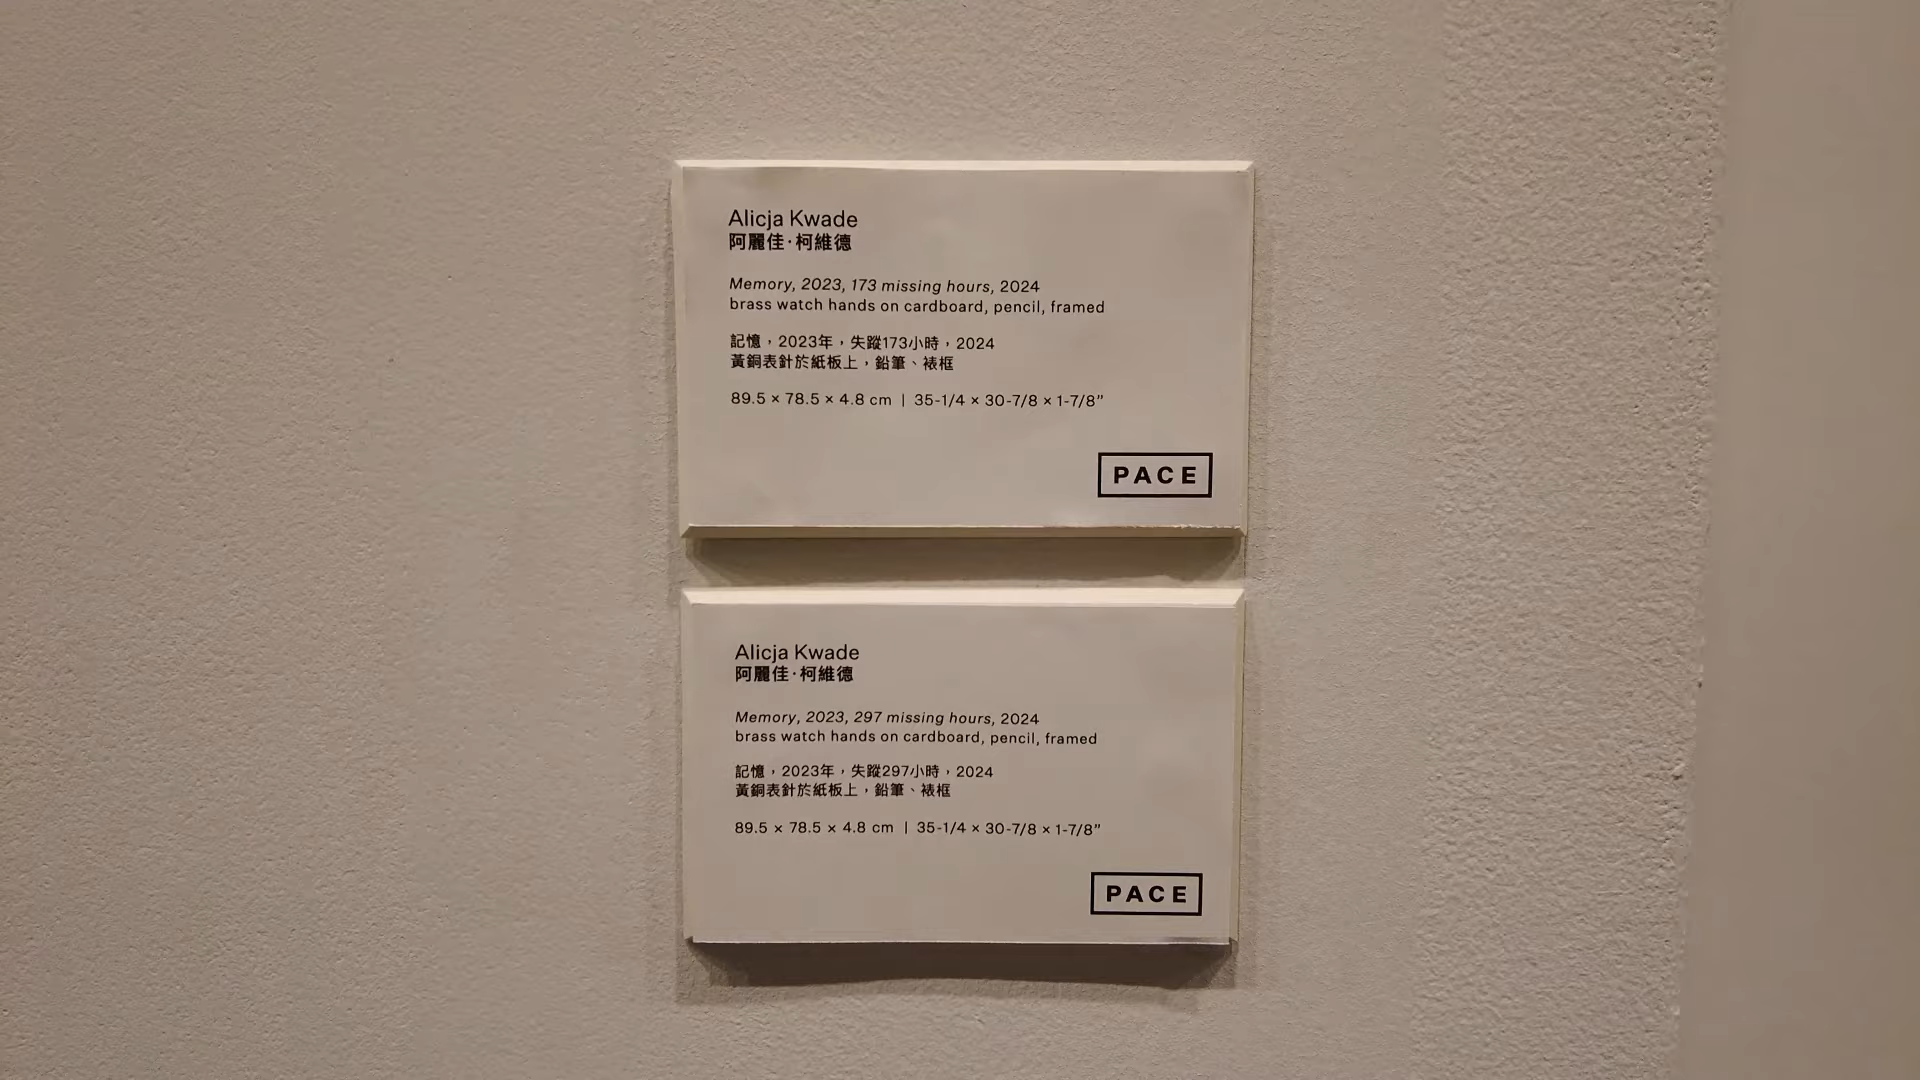 Alicja Kwade
阿麗佳·柯維德
Memory, 2023, 173 missing hours, 2024
brass watch hands on cardboard, pencil, framed
記憶，2023年，失蹤173小時，2024
黃銅表針於紙板上，鉛筆、裱框
89.5 × 78.5 × 4.8 cm | 35-1/4 × 30-7/8 × 1-7/8”
PACE
Alicja Kwade
阿麗佳·柯維德
Memory, 2023, 297 missing hours, 2024
brass watch hands on cardboard, pencil, framed
記憶，2023年，失蹤297小時，2024
黃銅表針於紙板上，鉛筆、裱框
89.5 × 78.5 × 4.8 cm | 35-1/4 × 30-7/8 × 1-7/8”
PACE